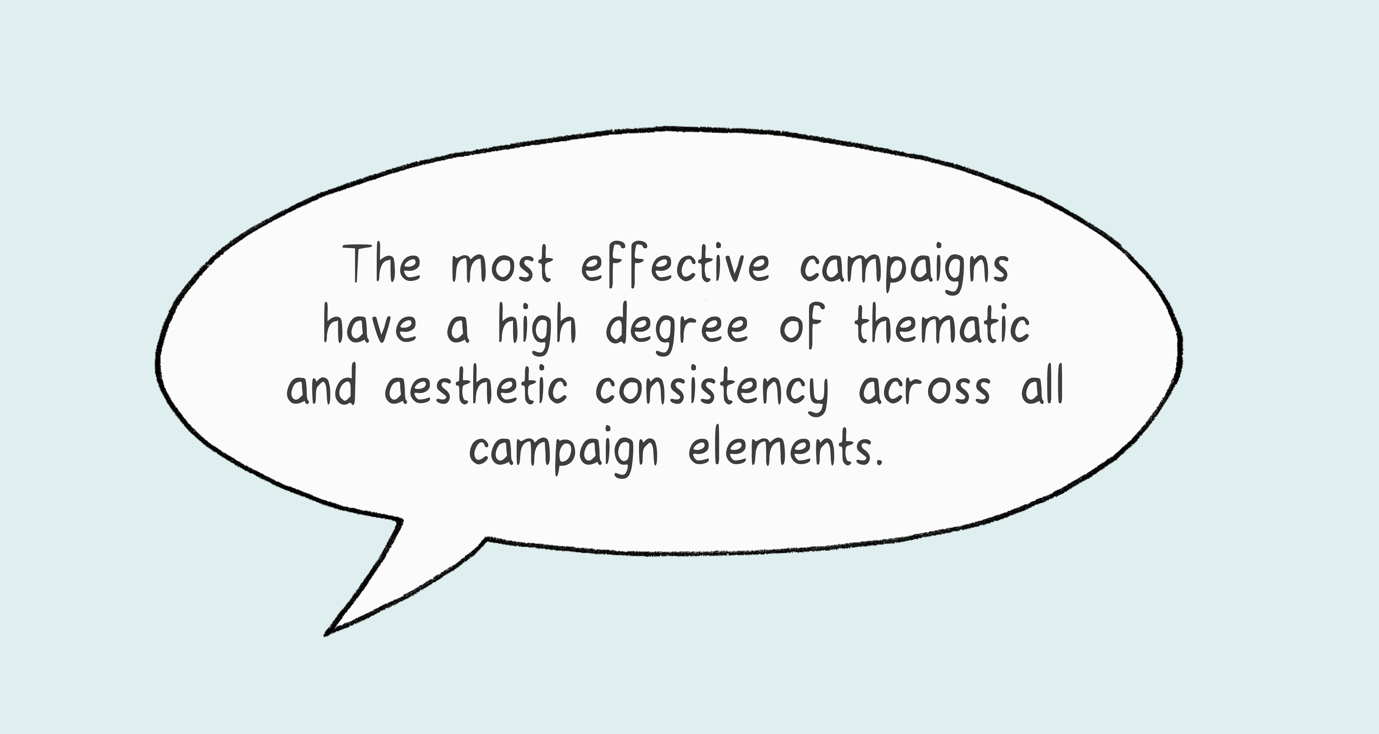 The most effective campaigns
have a high degree of thematic
and aesthetic consistency across all
campaign elements.